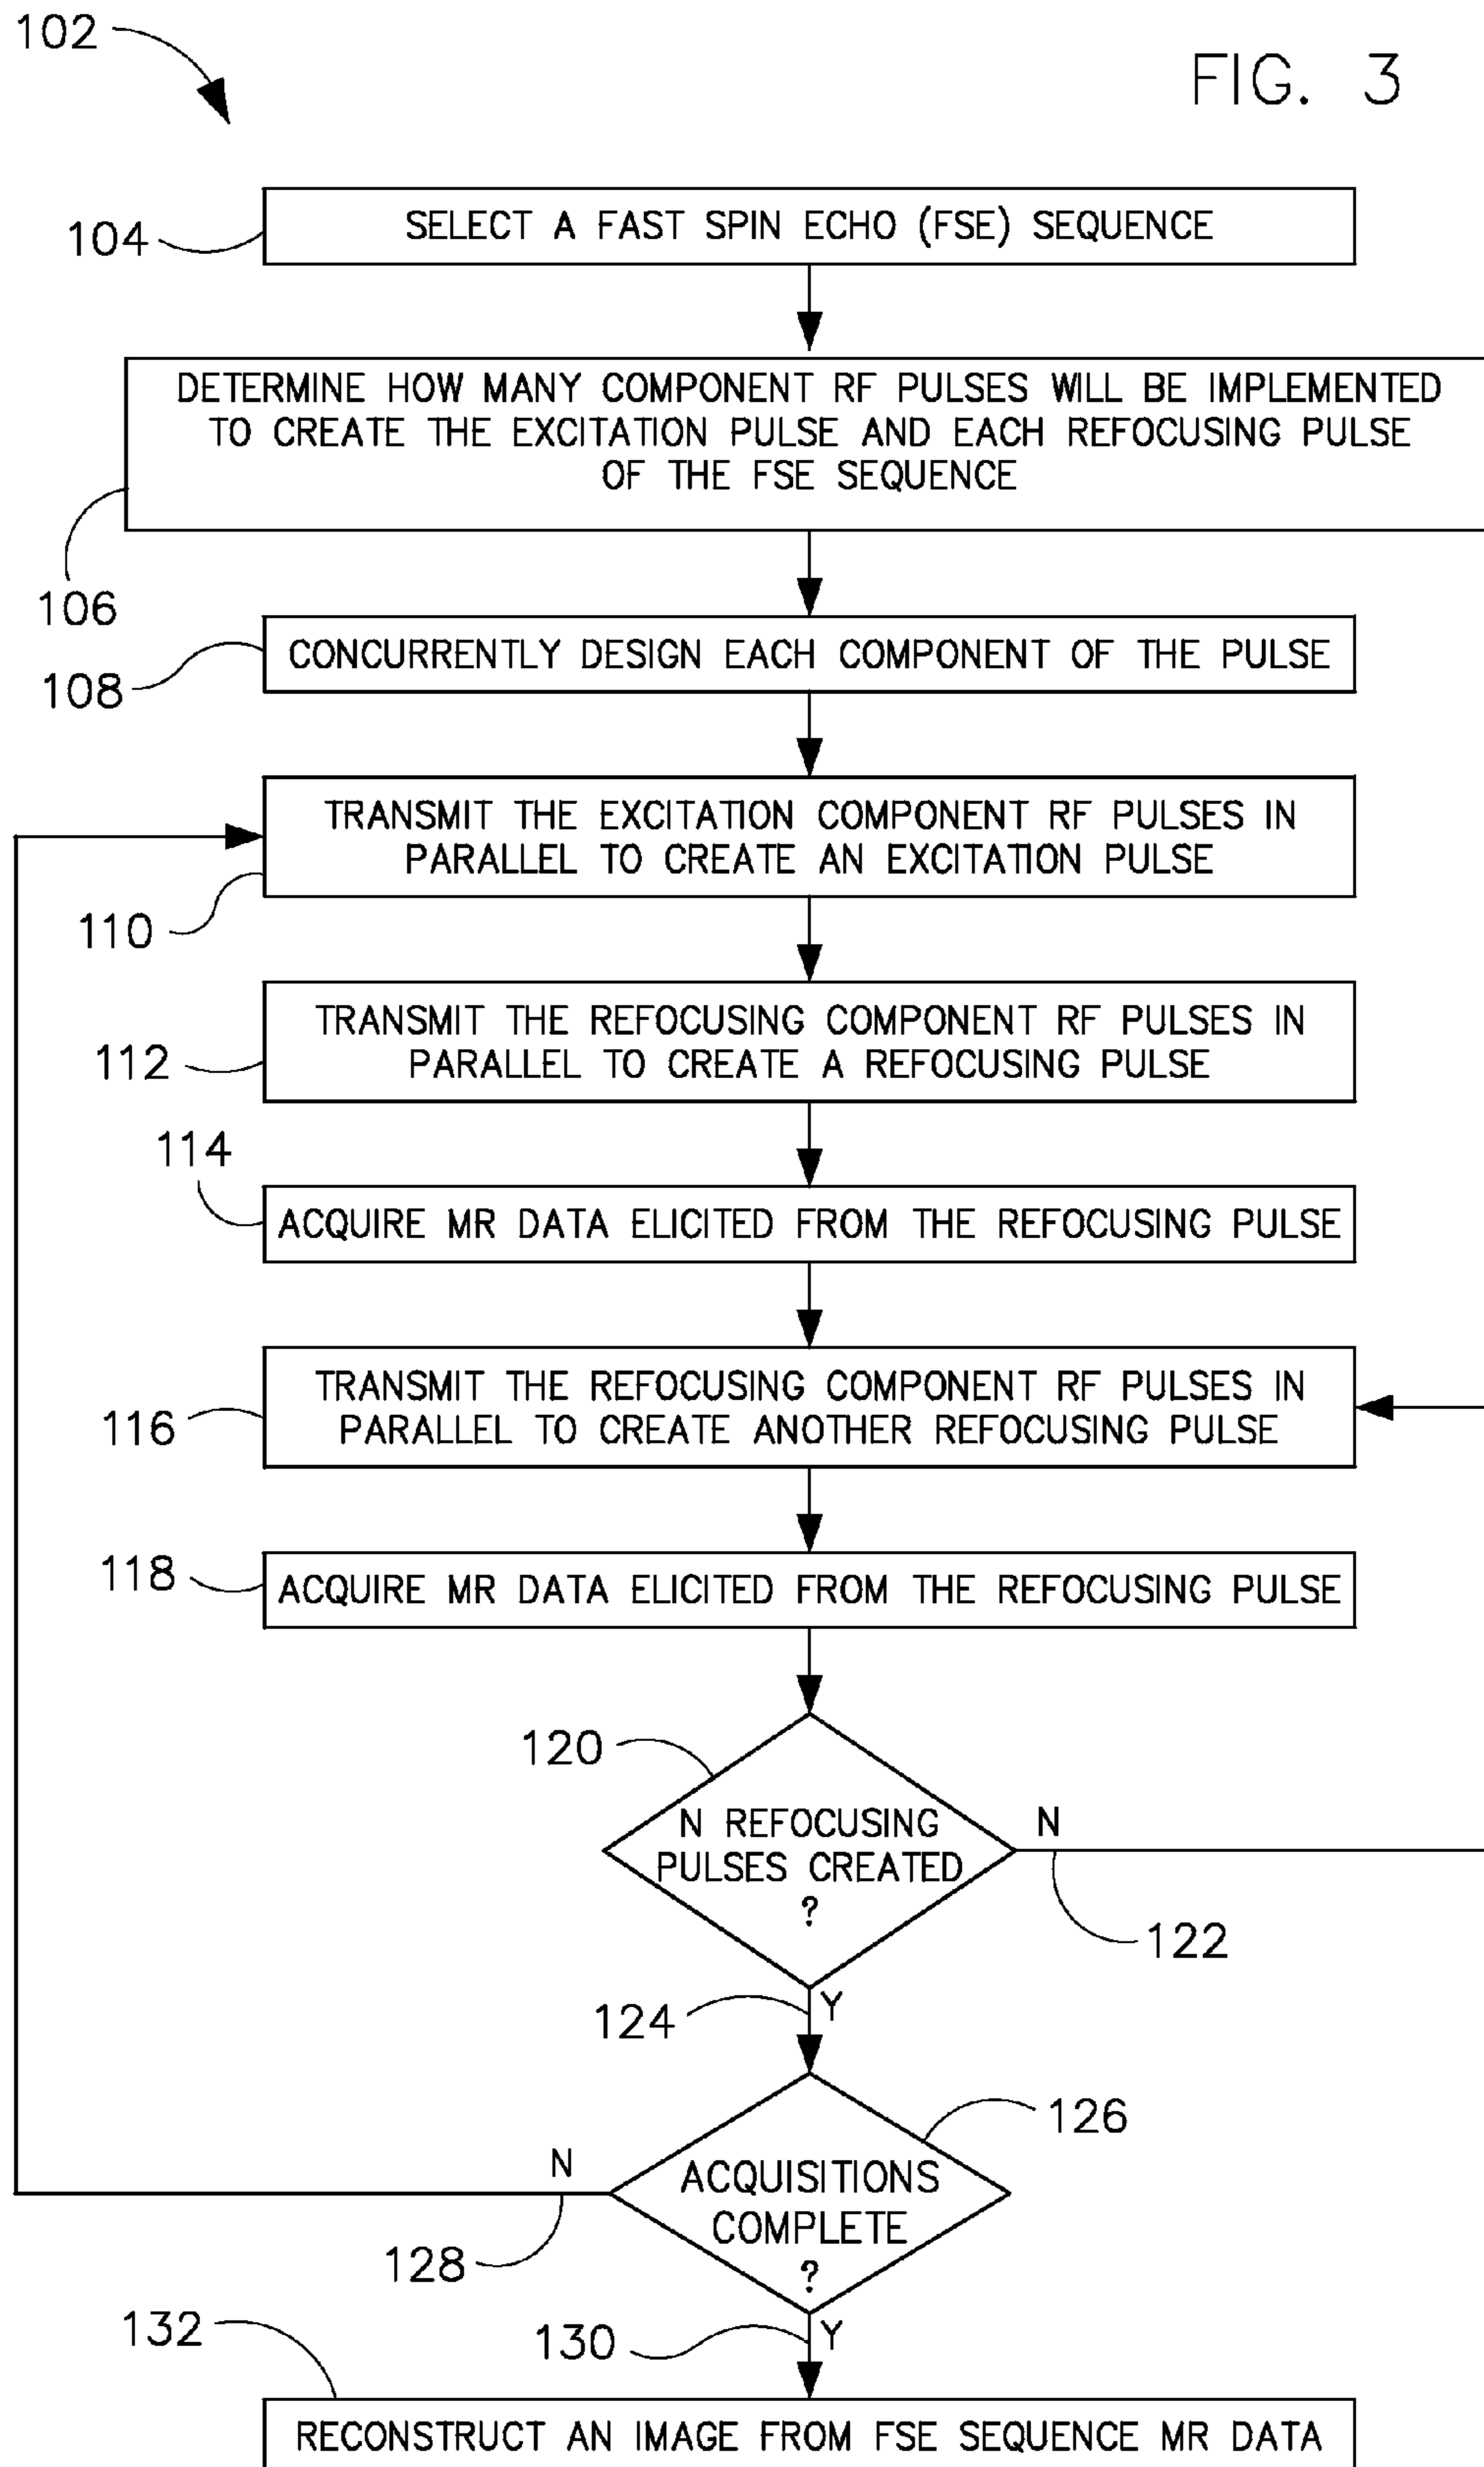 102
FIG. 3
104
SELECT A FAST SPIN ECHO (FSE) SEQUENCE
DETERMINE HOW MANY COMPONENT RF PULSES WILL BE IMPLEMENTED
TO CREATE THE EXCITATION PULSE AND EACH REFOCUSING PULSE
OF THE FSE SEQUENCE
106
CONCURRENTLY DESIGN EACH COMPONENT OF THE PULSE
108
TRANSMIT THE EXCITATION COMPONENT RF PULSES IN
PARALLEL TO CREATE AN EXCITATION PULSE
110
TRANSMIT THE REFOCUSING COMPONENT RF PULSES IN
PARALLEL TO CREATE A REFOCUSING PULSE
112
114
ACQUIRE MR DATA ELICITED FROM THE REFOCUSING PULSE
TRANSMIT THE REFOCUSING COMPONENT RF PULSES IN
PARALLEL TO CREATE ANOTHER REFOCUSING PULSE
116
118
ACQUIRE MR DATA ELICITED FROM THE REFOCUSING PULSE
120
N REFOCUSING
PULSES CREATED
?
N
122
124
Y
126
ACQUISITIONS
COMPLETE
?
N
128
130
Y
132
RECONSTRUCT AN IMAGE FROM FSE SEQUENCE MR DATA